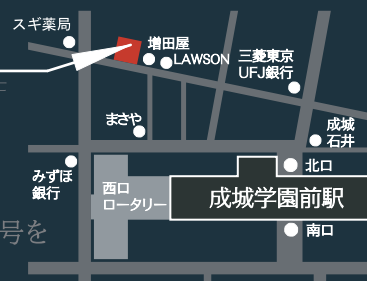 スギ薬局
増田屋
LAWSON
三菱東京
UFJ銀行
まさや
成城
石井
みずほ
銀行
西口
ロータリー
北口
成城学園前駅
号を
南口